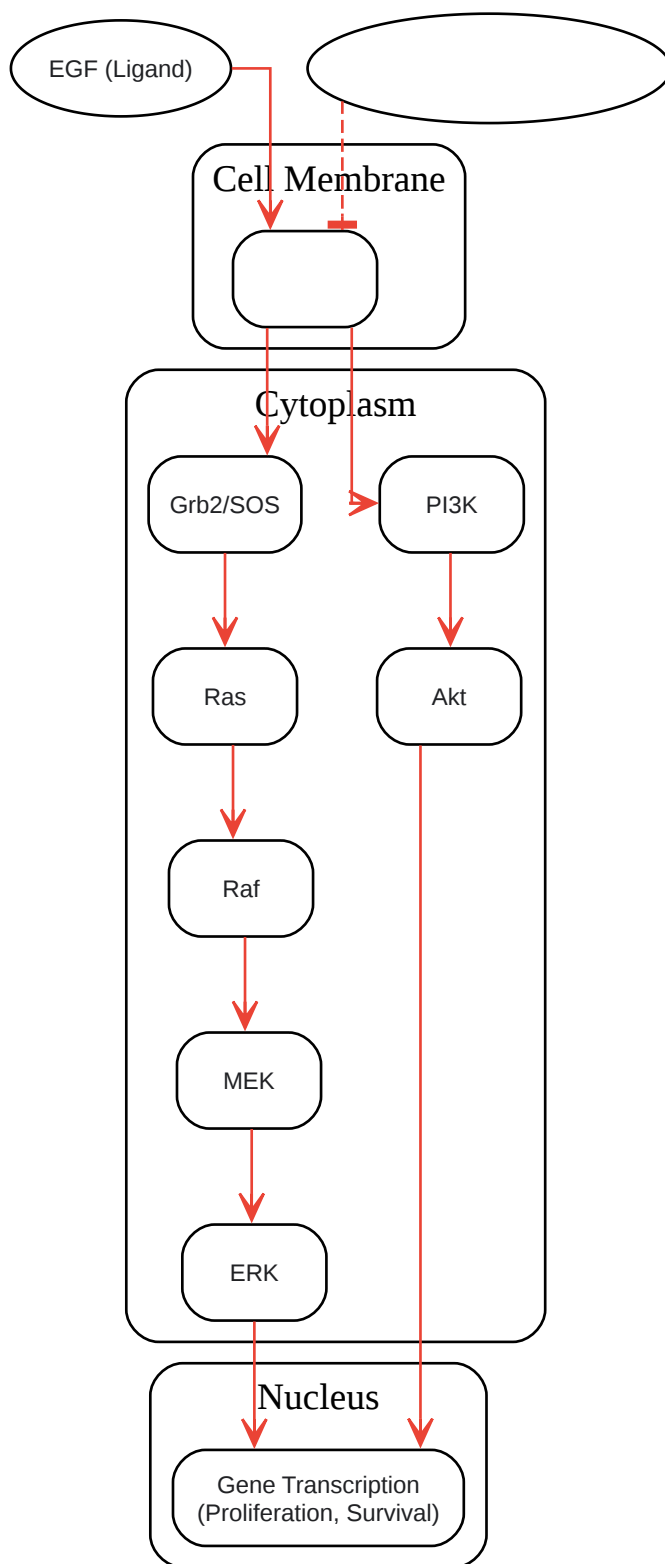 EGF (Ligand)
Cell Membrane
Cytoplasm
Grb2/SOS
PI3K
Ras
Akt
Raf
MEK
ERK
Nucleus
Gene Transcription
(Proliferation, Survival)